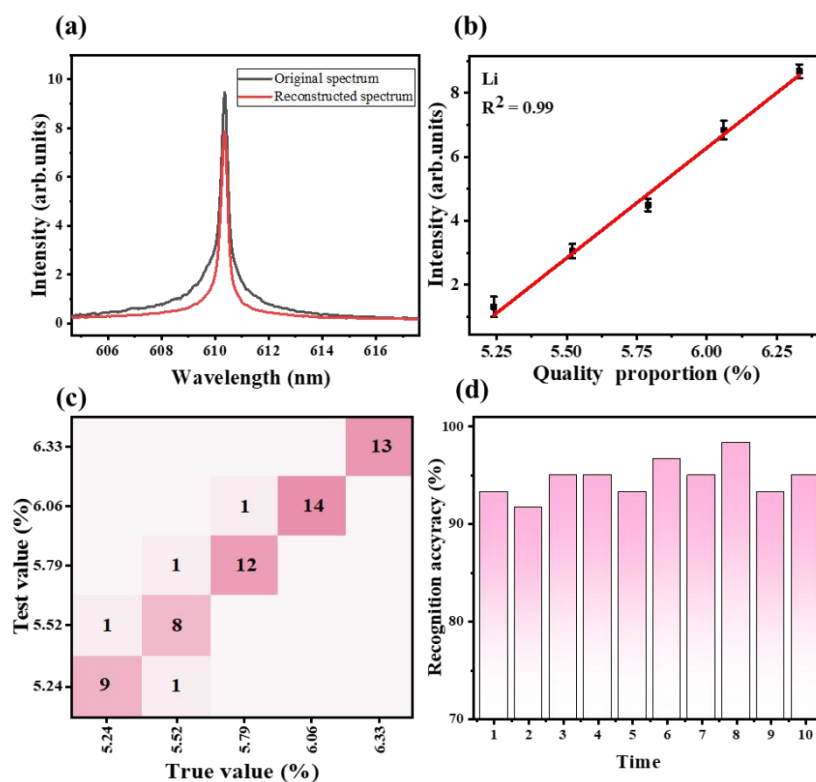 (a)
Original spectrum
Reconstructed spectrum
10
8
6
4
2
0
Intensity (arb.units)
606 608 610 612 614 616
Wavelength (nm)
(b)
Li
R² = 0.99
8
6
4
2
Intensity (arb.units)
5.25 5.50 5.75 6.00 6.25
Quality proportion (%)
(c)
6.33
6.06
5.79
5.52
5.24
Test value (%)
13
1 14
1 12
1 8
9 1
5.24 5.52 5.79 6.06 6.33
True value (%)
(d)
100
90
80
70
Recognition accyracy (%)
1 2 3 4 5 6 7 8 9 10
Time